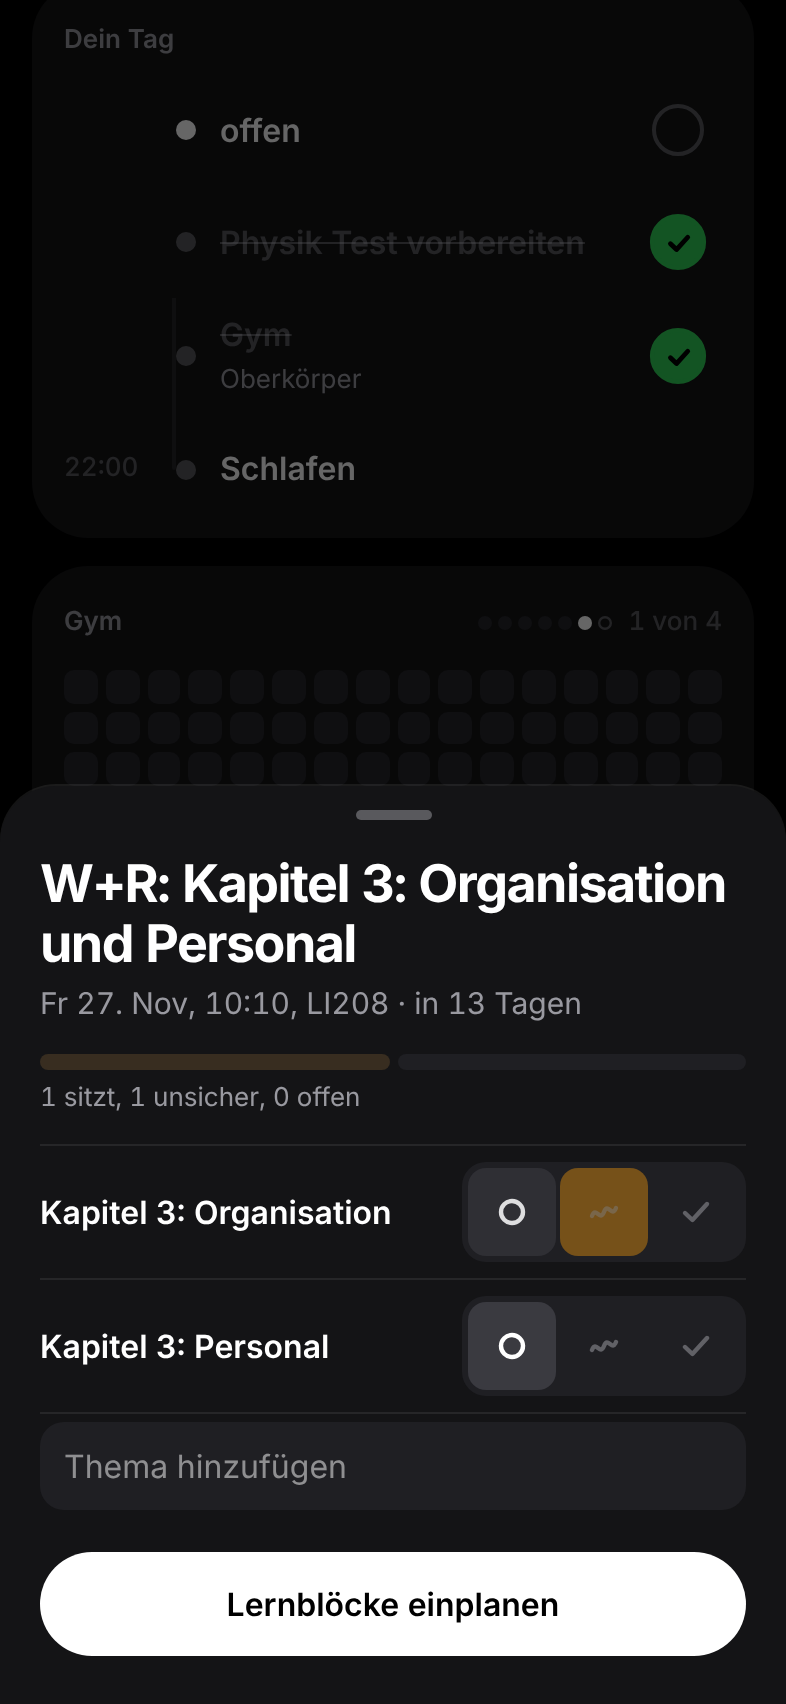 Dein Tag
offen
Physik Test vorbereiten
Gym
Oberkörper
22:00 Schlafen
Gym 1 von 4
W+R: Kapitel 3: Organisation
und Personal
Fr 27. Nov, 10:10, LI208 · in 13 Tagen
1 sitzt, 1 unsicher, 0 offen
Kapitel 3: Organisation
Kapitel 3: Personal
Thema hinzufügen
Lernblöcke einplanen